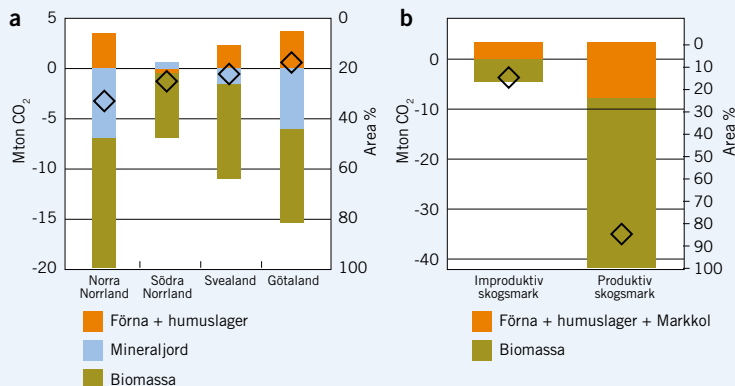 a
5
0
-5
-10
-15
-20
Mton CO₂
0
20
40
60
80
100
Area %
Norra
Norrland
Södra
Norrland
Svealand
Götaland
Förna + humuslager
Mineraljord
Biomassa
b
0
-10
-20
-30
-40
Mton CO₂
0
10
20
30
40
50
60
70
80
90
100
Area %
Improduktiv
skogsmark
Produktiv
skogsmark
Förna + humuslager + Markkol
Biomassa